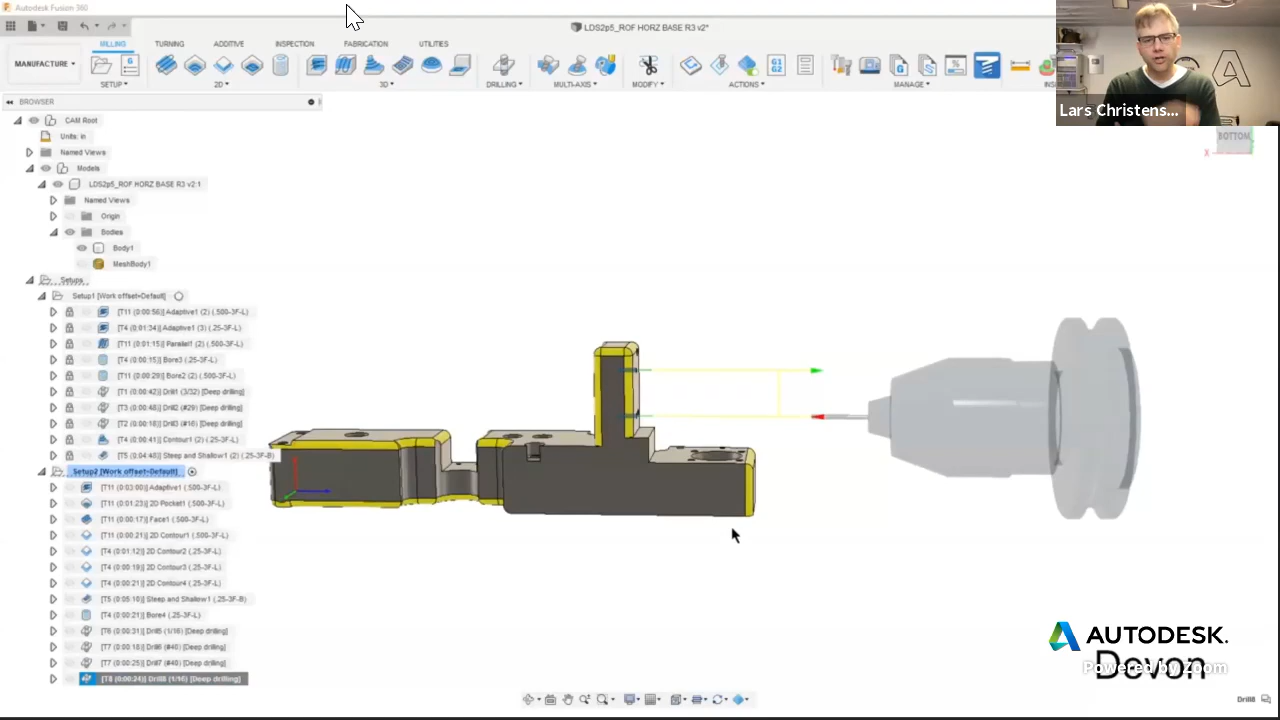 Autodesk Fusion 360
LDS2p5_ROF HORZ BASE R3 v2*
MANUFACTURE
MILLING
TURNING
ADDITIVE
INSPECTION
FABRICATION
UTILITIES
SETUP
2D
3D
DRILLING
MULTI-AXIS
MODIFY
ACTIONS
MANAGE
G
G1
G2
BROWSER
CAM Root
Units: in
Named Views
Models
LDS2p5_ROF HORZ BASE R3 v2:1
Named Views
Origin
Bodies
Body1
MeshBody1
Setups
Setup1 [Work offset=Default]
[T11 (0:00:56)] Adaptive1 (2) (.500-3F-L)
[T4 (0:01:34)] Adaptive1 (3) (.25-3F-L)
[T11 (0:01:15)] Parallel1 (2) (.500-3F-L)
[T4 (0:00:15)] Bore3 (.25-3F-L)
[T11 (0:00:29)] Bore2 (2) (.500-3F-L)
[T1 (0:00:42)] Drill1 (3/32) [Deep drilling]
[T3 (0:00:48)] Drill2 (#29) [Deep drilling]
[T2 (0:00:18)] Drill3 (#16) [Deep drilling]
[T4 (0:00:41)] Contour1 (2) (.25-3F-L)
[T5 (0:04:48)] Steep and Shallow1 (2) (.25-3F-B)
Setup2 [Work offset=Default]
[T11 (0:03:00)] Adaptive1 (.500-3F-L)
[T11 (0:01:23)] 2D Pocket1 (.500-3F-L)
[T11 (0:00:17)] Face1 (.500-3F-L)
[T11 (0:00:21)] 2D Contour1 (.500-3F-L)
[T4 (0:01:12)] 2D Contour2 (.25-3F-L)
[T4 (0:00:19)] 2D Contour3 (.25-3F-L)
[T4 (0:00:21)] 2D Contour4 (.25-3F-L)
[T5 (0:05:10)] Steep and Shallow1 (.25-3F-B)
[T4 (0:00:21)] Bore4 (.25-3F-L)
[T6 (0:00:31)] Drill5 (1/16) [Deep drilling]
[T7 (0:00:18)] Drill6 (#40) [Deep drilling]
[T7 (0:00:25)] Drill7 (#40) [Deep drilling]
[T8 (0:00:24)] Drill8 (1/16) [Deep drilling]
Lars Christens...
BOTTOM
X
AUTODESK.
Devon
Powered by Zoom
Drill8